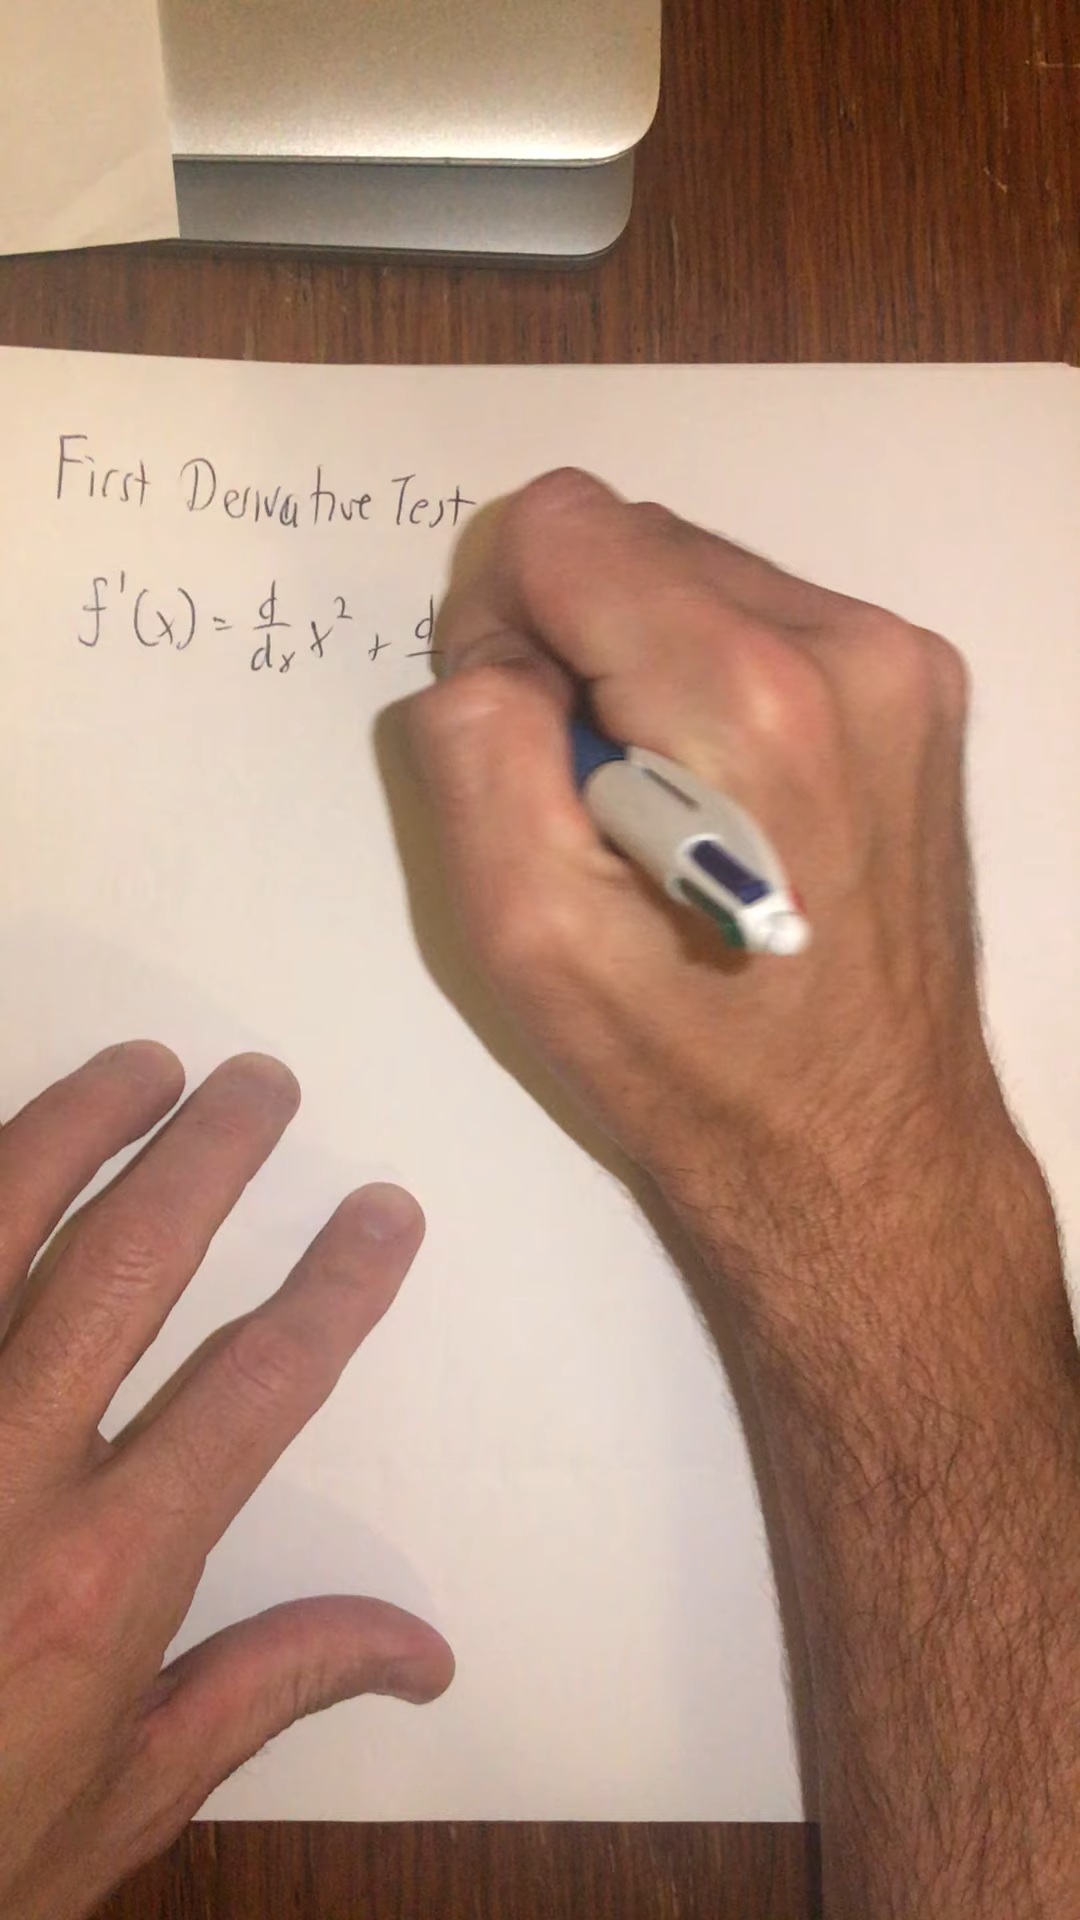 First Derivative Test
f'(x) = d/dx x² + d